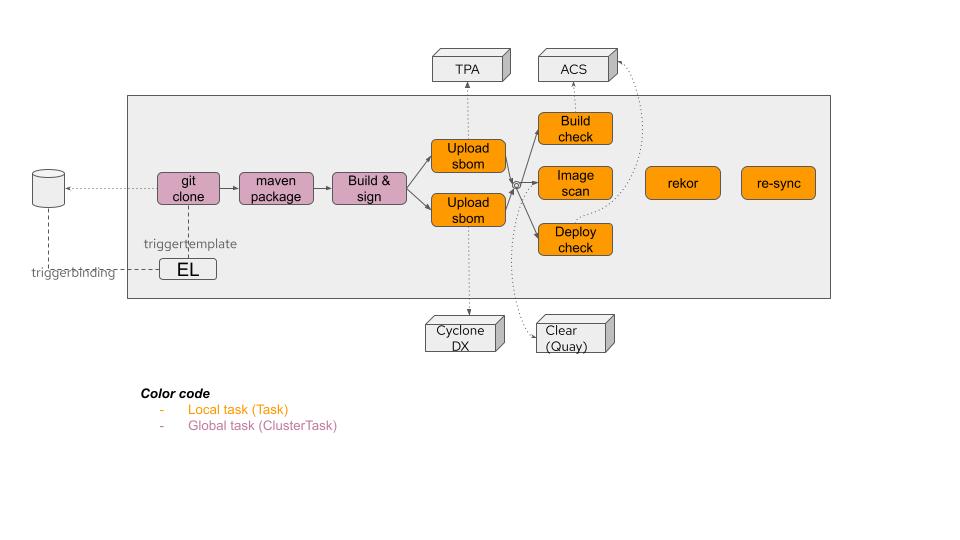 TPA
ACS
Build
check
Upload
sbom
git
clone
maven
package
Build &
sign
Image
scan
rekor
re-sync
Upload
sbom
Deploy
check
triggertemplate
EL
triggerbinding
Cyclone
DX
Clear
(Quay)
Color code
- Local task (Task)
- Global task (ClusterTask)